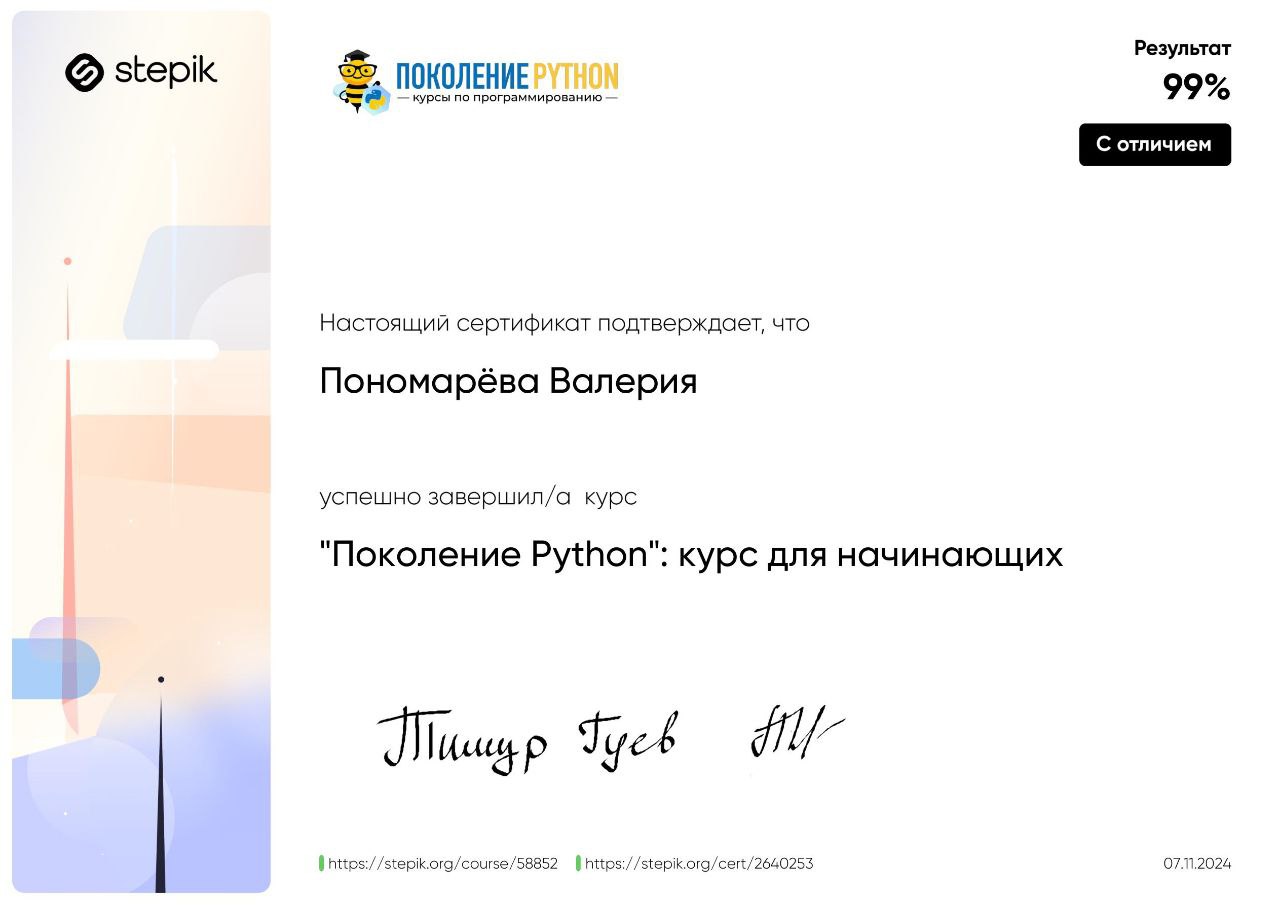 stepik
ПОКОЛЕНИЕ PYTHON
— курсы по программированию —
Результат
99%
С отличием
Настоящий сертификат подтверждает, что
Пономарёва Валерия
успешно завершил/а курс
"Поколение Python": курс для начинающих
Тимур Гуев
https://stepik.org/course/58852 https://stepik.org/cert/2640253
07.11.2024